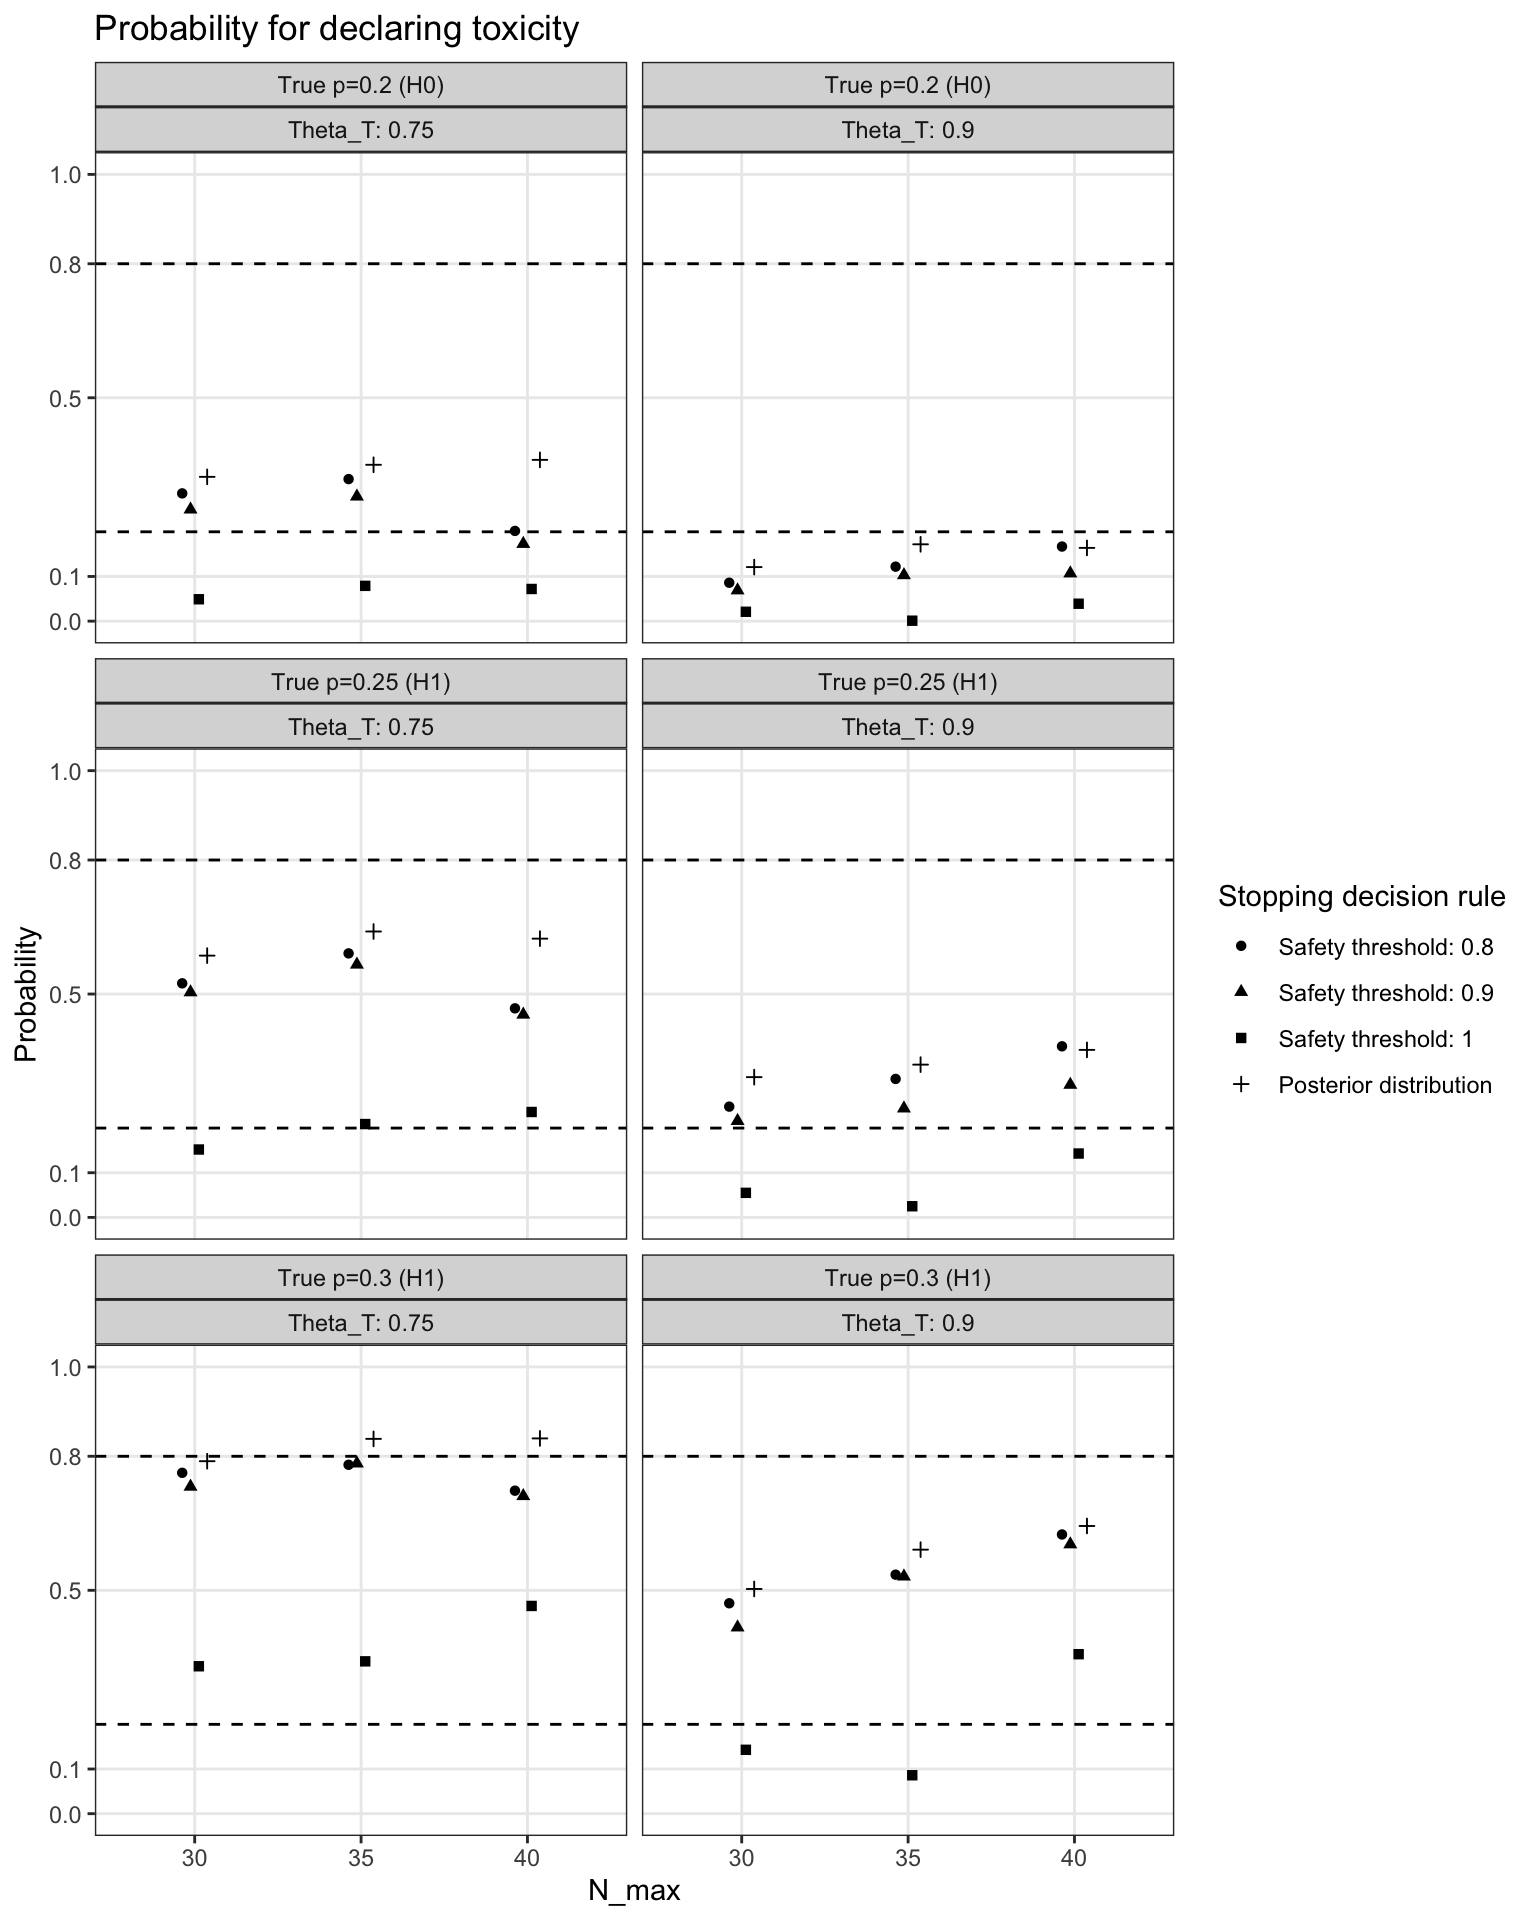 Probability for declaring toxicity
True p=0.2 (H0)
True p=0.2 (H0)
Theta_T: 0.75
Theta_T: 0.9
1.0
0.8
0.5
0.1
0.0
True p=0.25 (H1)
True p=0.25 (H1)
Theta_T: 0.75
Theta_T: 0.9
1.0
0.8
0.5
0.1
0.0
True p=0.3 (H1)
True p=0.3 (H1)
Theta_T: 0.75
Theta_T: 0.9
1.0
0.8
0.5
0.1
0.0
30
35
40
30
35
40
N_max
Probability
Stopping decision rule
Safety threshold: 0.8
Safety threshold: 0.9
Safety threshold: 1
Posterior distribution